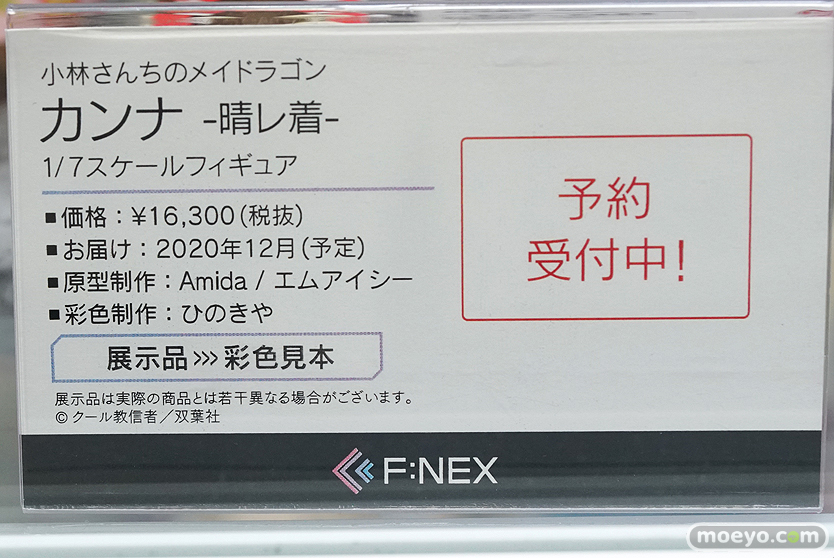 小林さんちのメイドラゴン
カンナ -晴レ着-
1/7スケールフィギュア
■価格：¥16,300(税抜)
■お届け：2020年12月(予定)
■原型制作：Amida / エムアイシー
■彩色制作：ひのきや
展示品 >>> 彩色見本
展示品は実際の商品とは若干異なる場合がございます。
©クール教信者／双葉社
予約
受付中！
F:NEX
moeyo.com